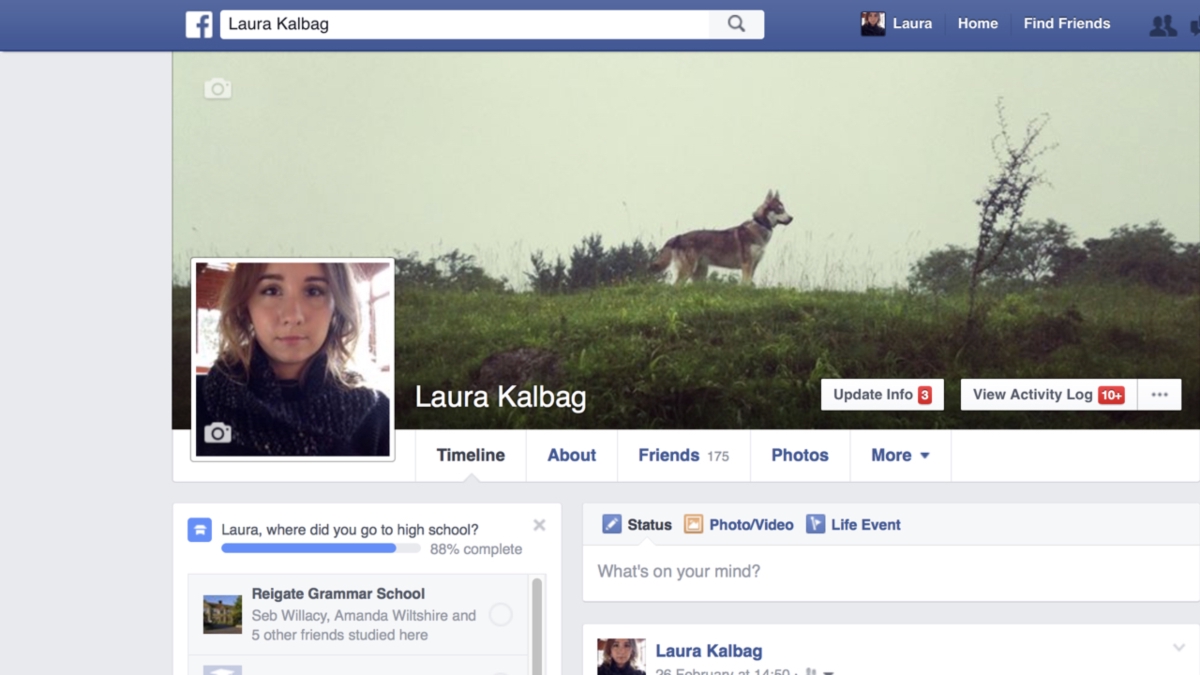 f Laura Kalbag Laura Home Find Friends
Laura Kalbag
Update Info 3 View Activity Log 10+ •••
Timeline About Friends 175 Photos More
Laura, where did you go to high school?
88% complete
Reigate Grammar School
Seb Willacy, Amanda Wiltshire and
5 other friends studied here
Status Photo/Video Life Event
What's on your mind?
Laura Kalbag
26 February at 14:50 ·